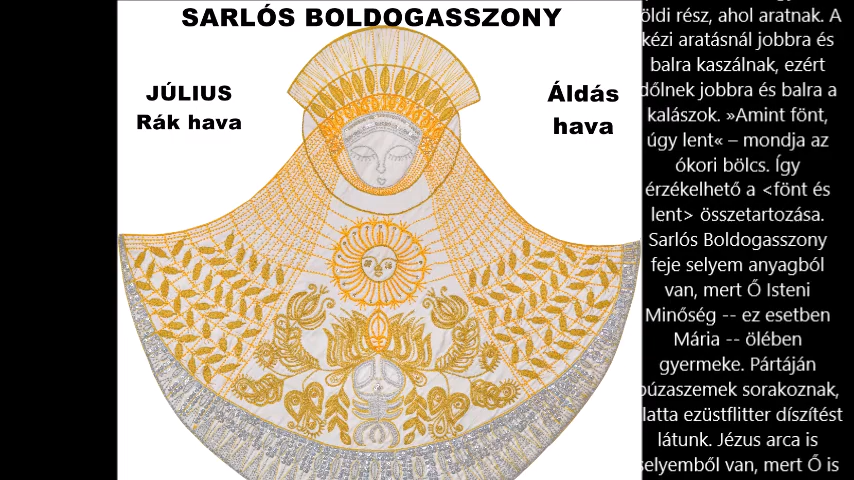 SARLÓS BOLDOGASSZONY
JÚLIUS
Rák hava
Áldás
hava
rész, ahol aratnak. A
kézi aratásnál jobbra és
balra kaszálnak, ezért
dőlnek jobbra és balra a
kalászok. »Amint fönt,
úgy lent« – mondja az
ókori bölcs. Így
érzékelhető a <fönt és
lent> összetartozása.
Sarlós Boldogasszony
feje selyem anyagból
van, mert Ő Isteni
Minőség -- ez esetben
Mária -- ölében
gyermeke. Pártáján
búzaszemek sorakoznak,
alatta ezüstflitter díszítést
látunk. Jézus arca is
selyemből van, mert Ő is